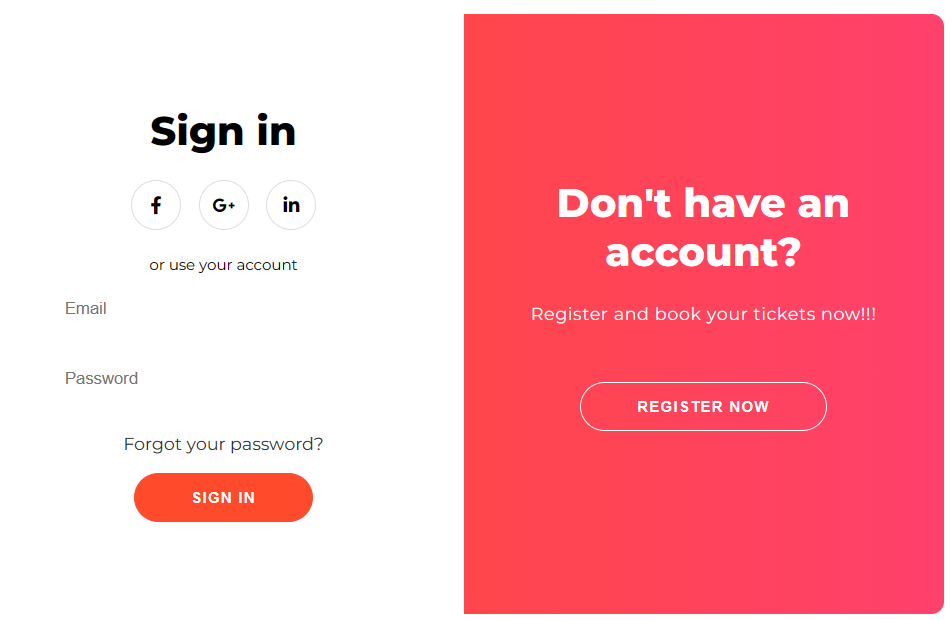 Sign in
f G+ in
or use your account
Email
Password
Forgot your password?
SIGN IN
Don't have an
account?
Register and book your tickets now!!!
REGISTER NOW